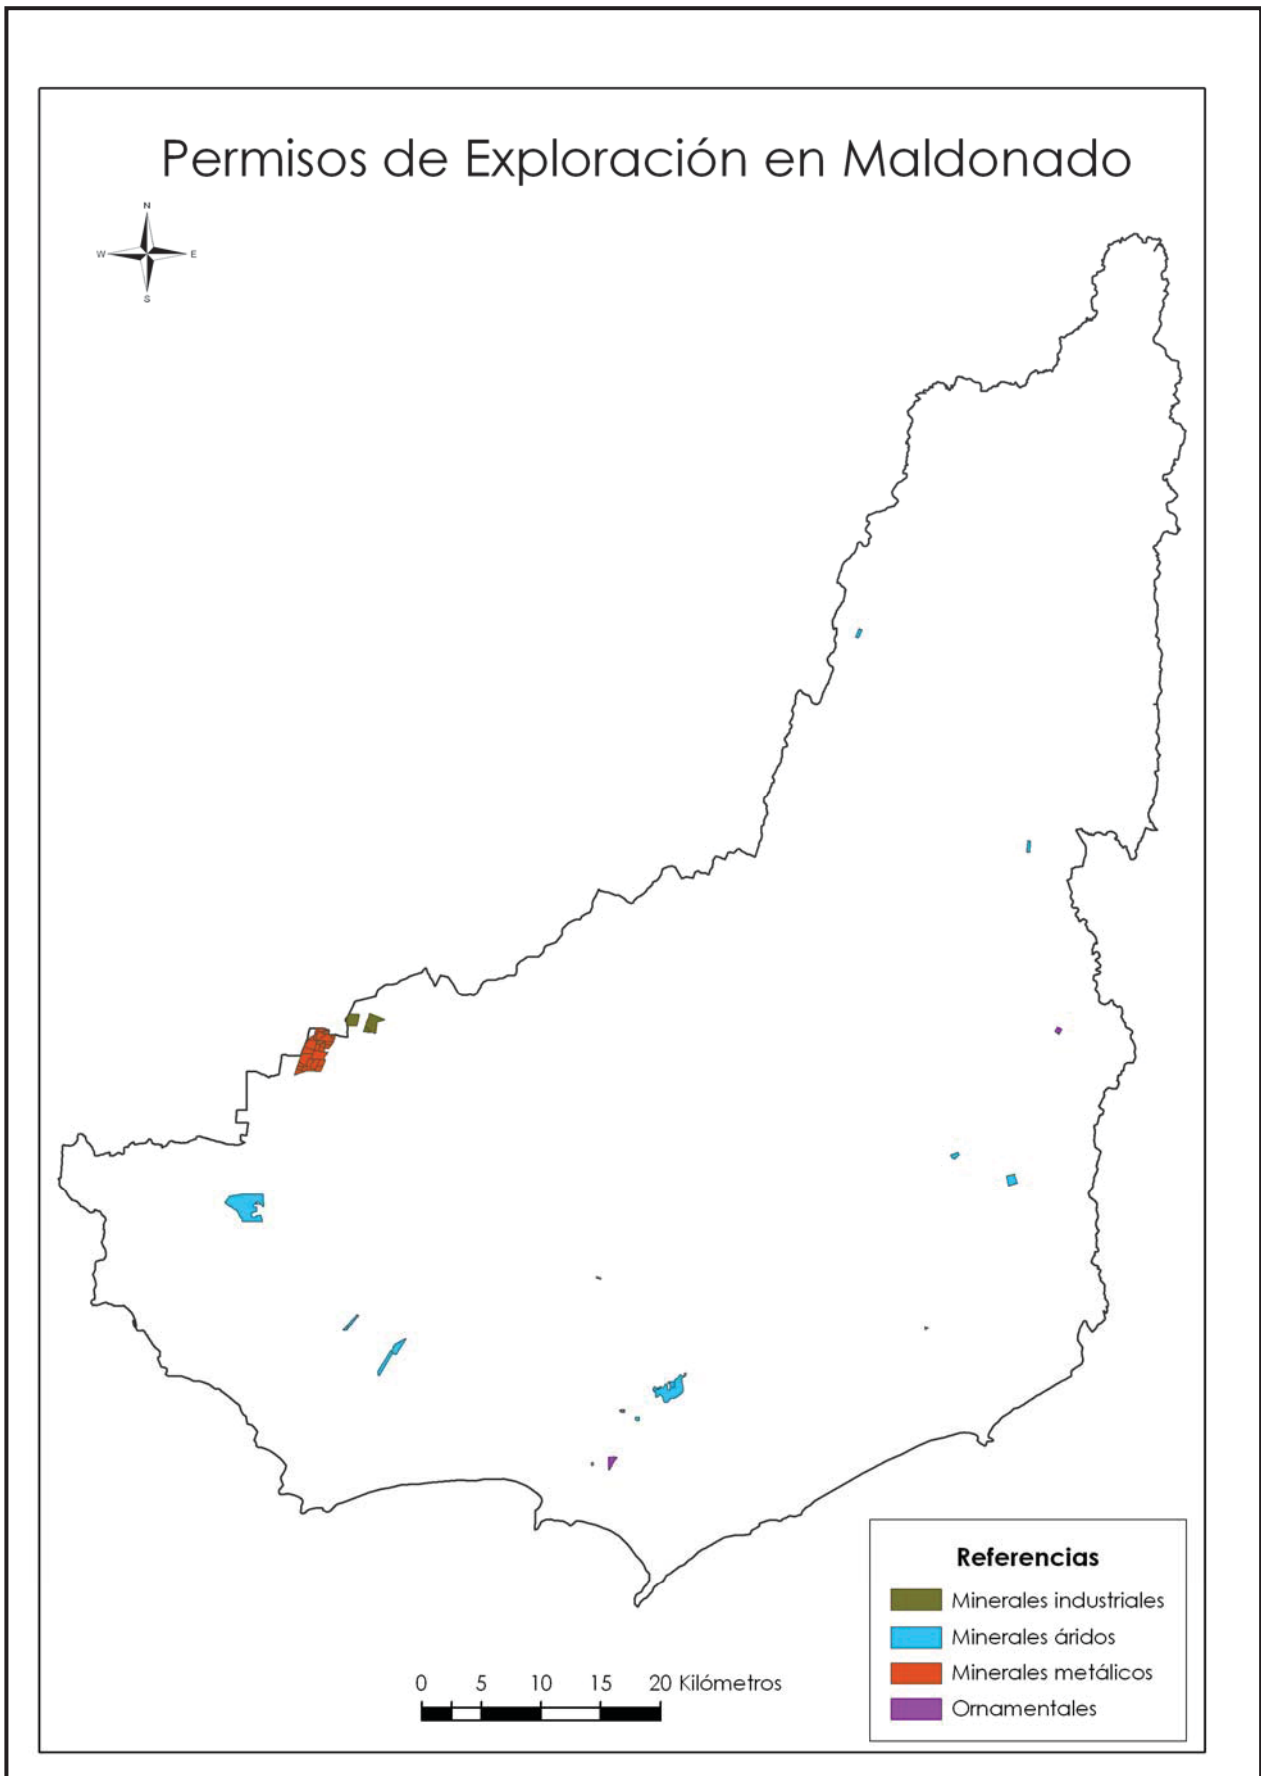 Permisos de Exploración en Maldonado
N
W E
S
Referencias
Minerales industriales
Minerales áridos
Minerales metálicos
Ornamentales
0 5 10 15 20 Kilómetros